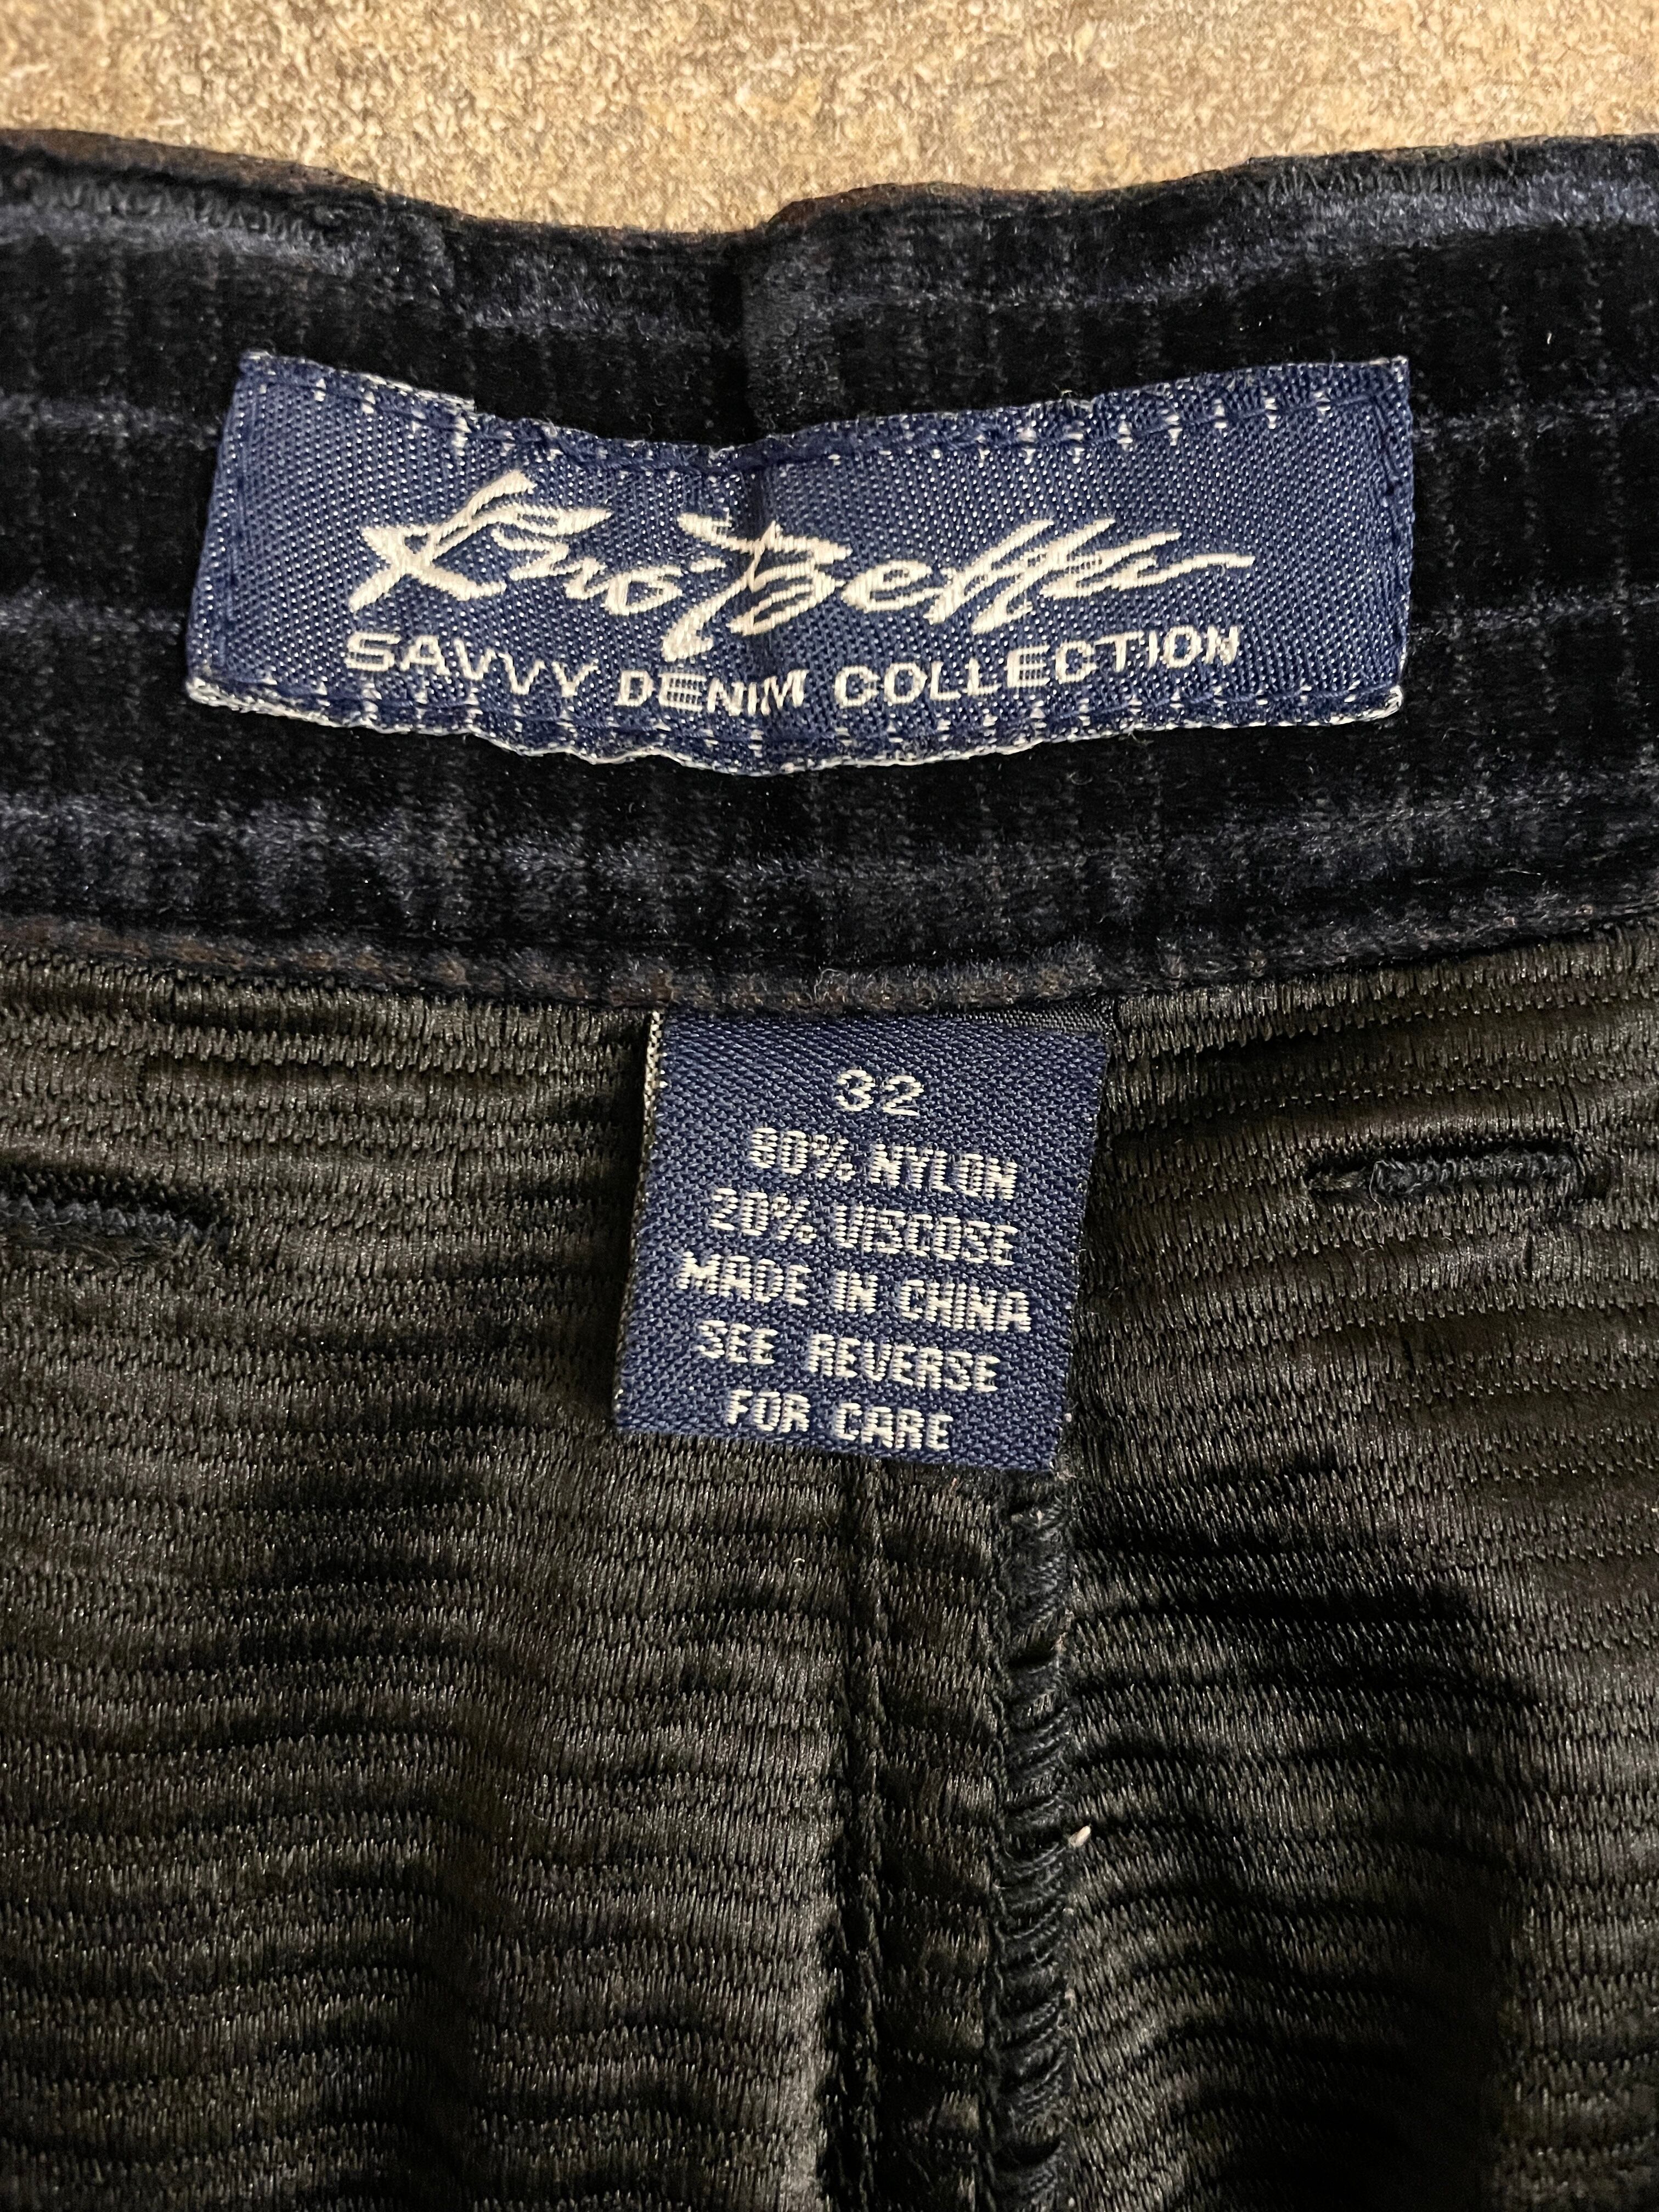 SAVVY DENIM COLLECTION
32
80% NYLON
20% VISCOSE
MADE IN CHINA
SEE REVERSE
FOR CARE